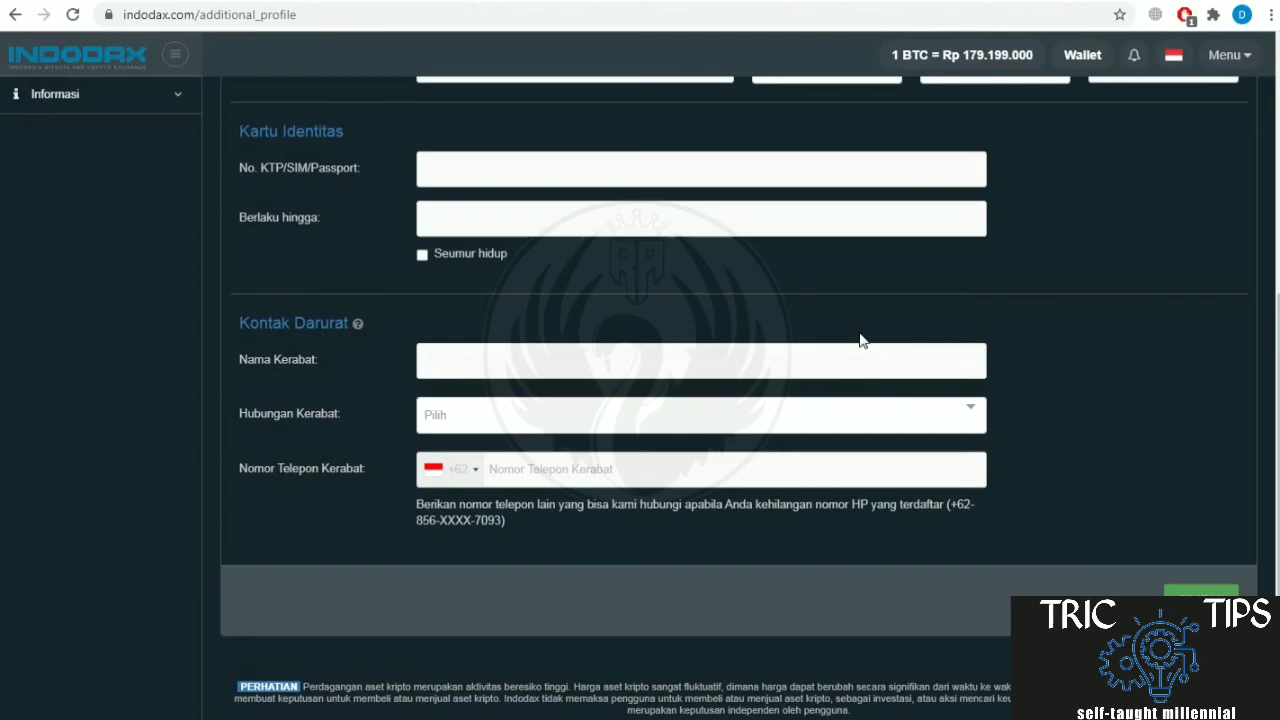 indodax.com/additional_profile
1
D
INDODAX
1 BTC = Rp 179.199.000
Wallet
Menu
Informasi
Kartu Identitas
No. KTP/SIM/Passport:
Berlaku hingga:
Seumur hidup
RP
Kontak Darurat
Nama Kerabat:
Hubungan Kerabat:
Pilih
Nomor Telepon Kerabat:
+62
Nomor Telepon Kerabat
Berikan nomor telepon lain yang bisa kami hubungi apabila Anda kehilangan nomor HP yang terdaftar (+62-
856-XXXX-7093)
TRIC TIPS
self-taught millennial
PERHATIAN Perdagangan aset kripto merupakan aktivitas beresiko tinggi. Harga aset kripto sangat fluktuatif, dimana harga dapat berubah secara signifikan dari waktu ke
membuat keputusan untuk membeli atau menjual aset kripto. Indodax tidak memaksa pengguna untuk membeli atau menjual aset kripto, sebagai investasi, atau aksi mencari
merupakan keputusan independen oleh pengguna.